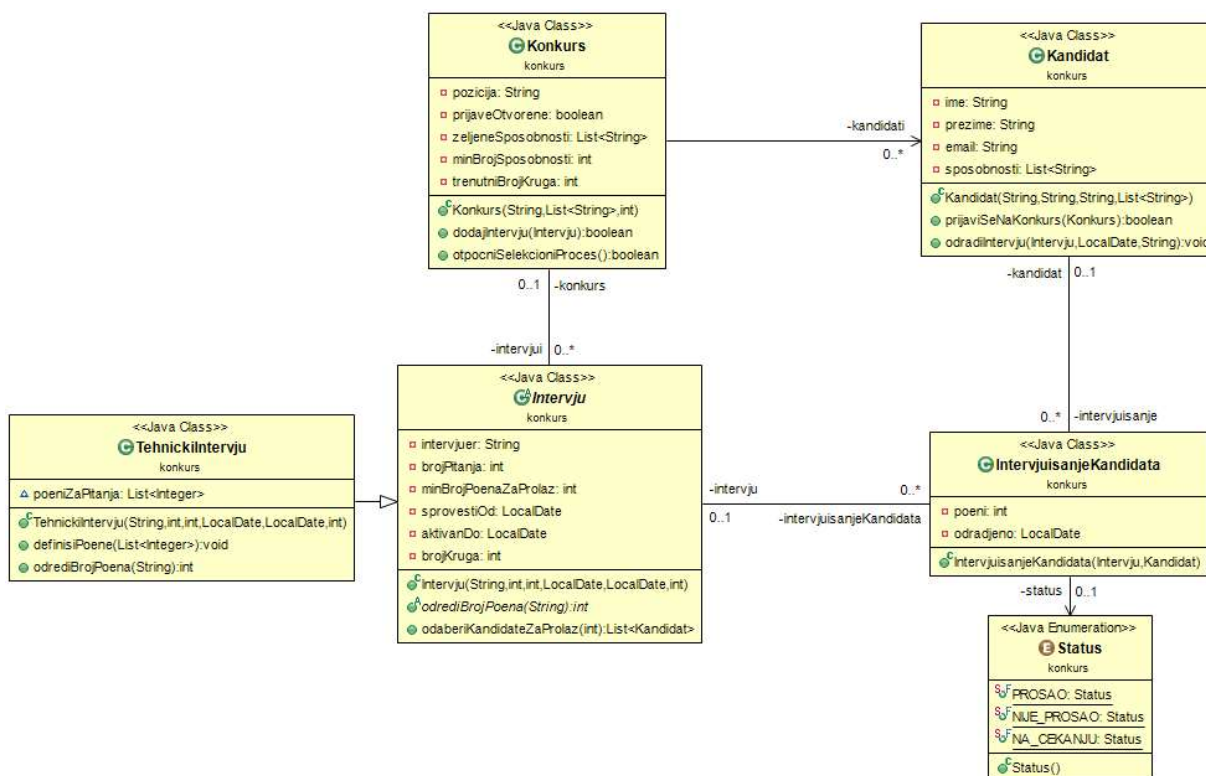 <<Java Class>>
Konkurs
konkurs
pozicija: String
prijaveOtvorene: boolean
zeljeneSposobnosti: List<String>
minBrojSposobnosti: int
trenutniBrojKruga: int
Konkurs(String,List<String>,int)
dodajIntervju(Intervju):boolean
otpocniSelekcioniProces():boolean
<<Java Class>>
Kandidat
konkurs
ime: String
prezime: String
email: String
sposobnosti: List<String>
Kandidat(String,String,String,List<String>)
prijaviSeNaKonkurs(Konkurs):boolean
odradiIntervju(Intervju,LocalDate,String):void
-kandidati
0..*
0..1 -konkurs
-intervjui 0..*
-kandidat 0..1
0..* -intervjuisanje
<<Java Class>>
TehnickiIntervju
konkurs
poeniZaPitanja: List<Integer>
TehnickiIntervju(String,int,int,LocalDate,LocalDate,int)
definisiPoene(List<Integer>):void
odrediBrojPoena(String):int
<<Java Class>>
Intervju
konkurs
intervjuer: String
brojPitanja: int
minBrojPoenaZaProlaz: int
sprovestiOd: LocalDate
aktivanDo: LocalDate
brojKruga: int
Intervju(String,int,int,LocalDate,LocalDate,int)
odrediBrojPoena(String):int
odaberiKandidateZaProlaz(int):List<Kandidat>
-intervju 0..*
0..1 -intervjuisanjeKandidata
<<Java Class>>
IntervjuisanjeKandidata
konkurs
poeni: int
odradjeno: LocalDate
IntervjuisanjeKandidata(Intervju,Kandidat)
-status 0..1
<<Java Enumeration>>
Status
konkurs
PROSAO: Status
NIJE_PROSAO: Status
NA_CEKANJU: Status
Status()